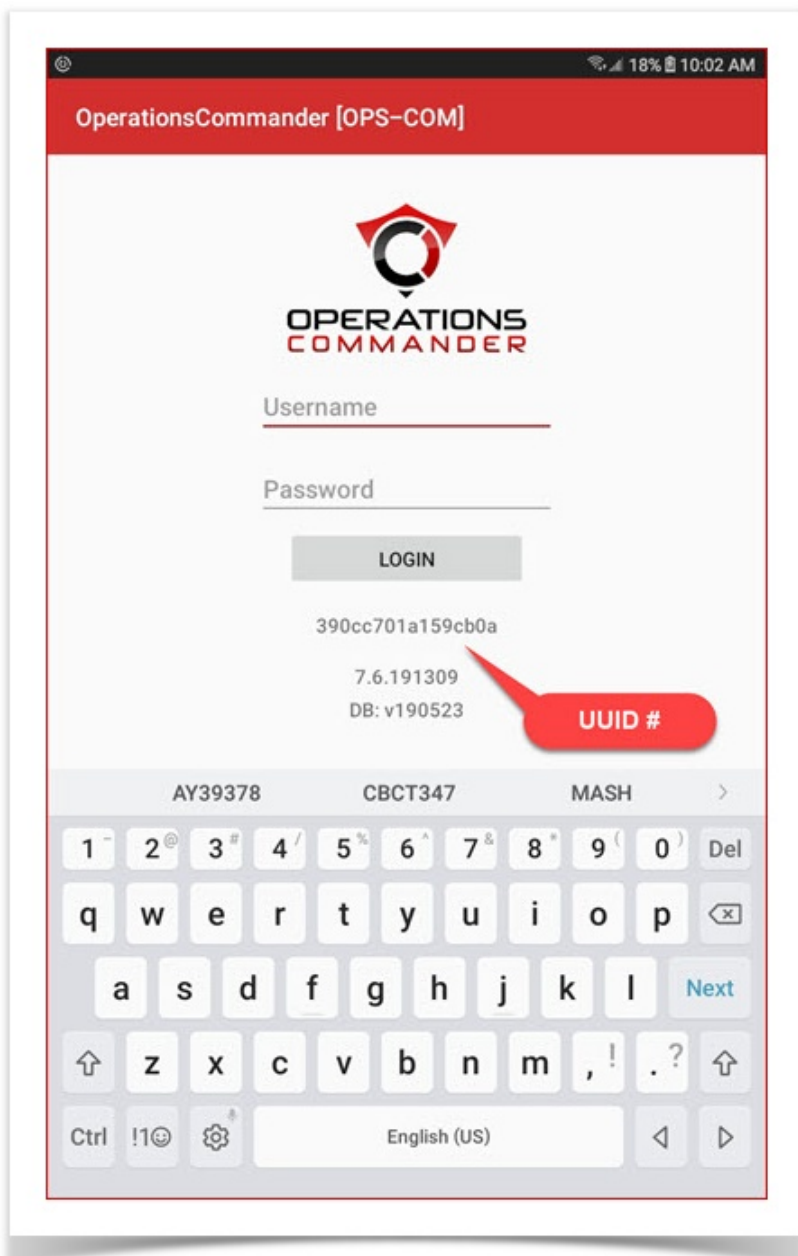 18% 10:02 AM
OperationsCommander [OPS-COM]
OPERATIONS
COMMANDER
Username
Password
LOGIN
390cc701a159cb0a
7.6.191309
DB: v190523
UUID #
AY39378 CBCT347 MASH >
1 - 2 @ 3 # 4 / 5 % 6 ^ 7 & 8 * 9 ( 0 ) Del
q w e r t y u i o p
a s d f g h j k l Next
z x c v b n m , ! . ?
Ctrl !1☺ English (US)